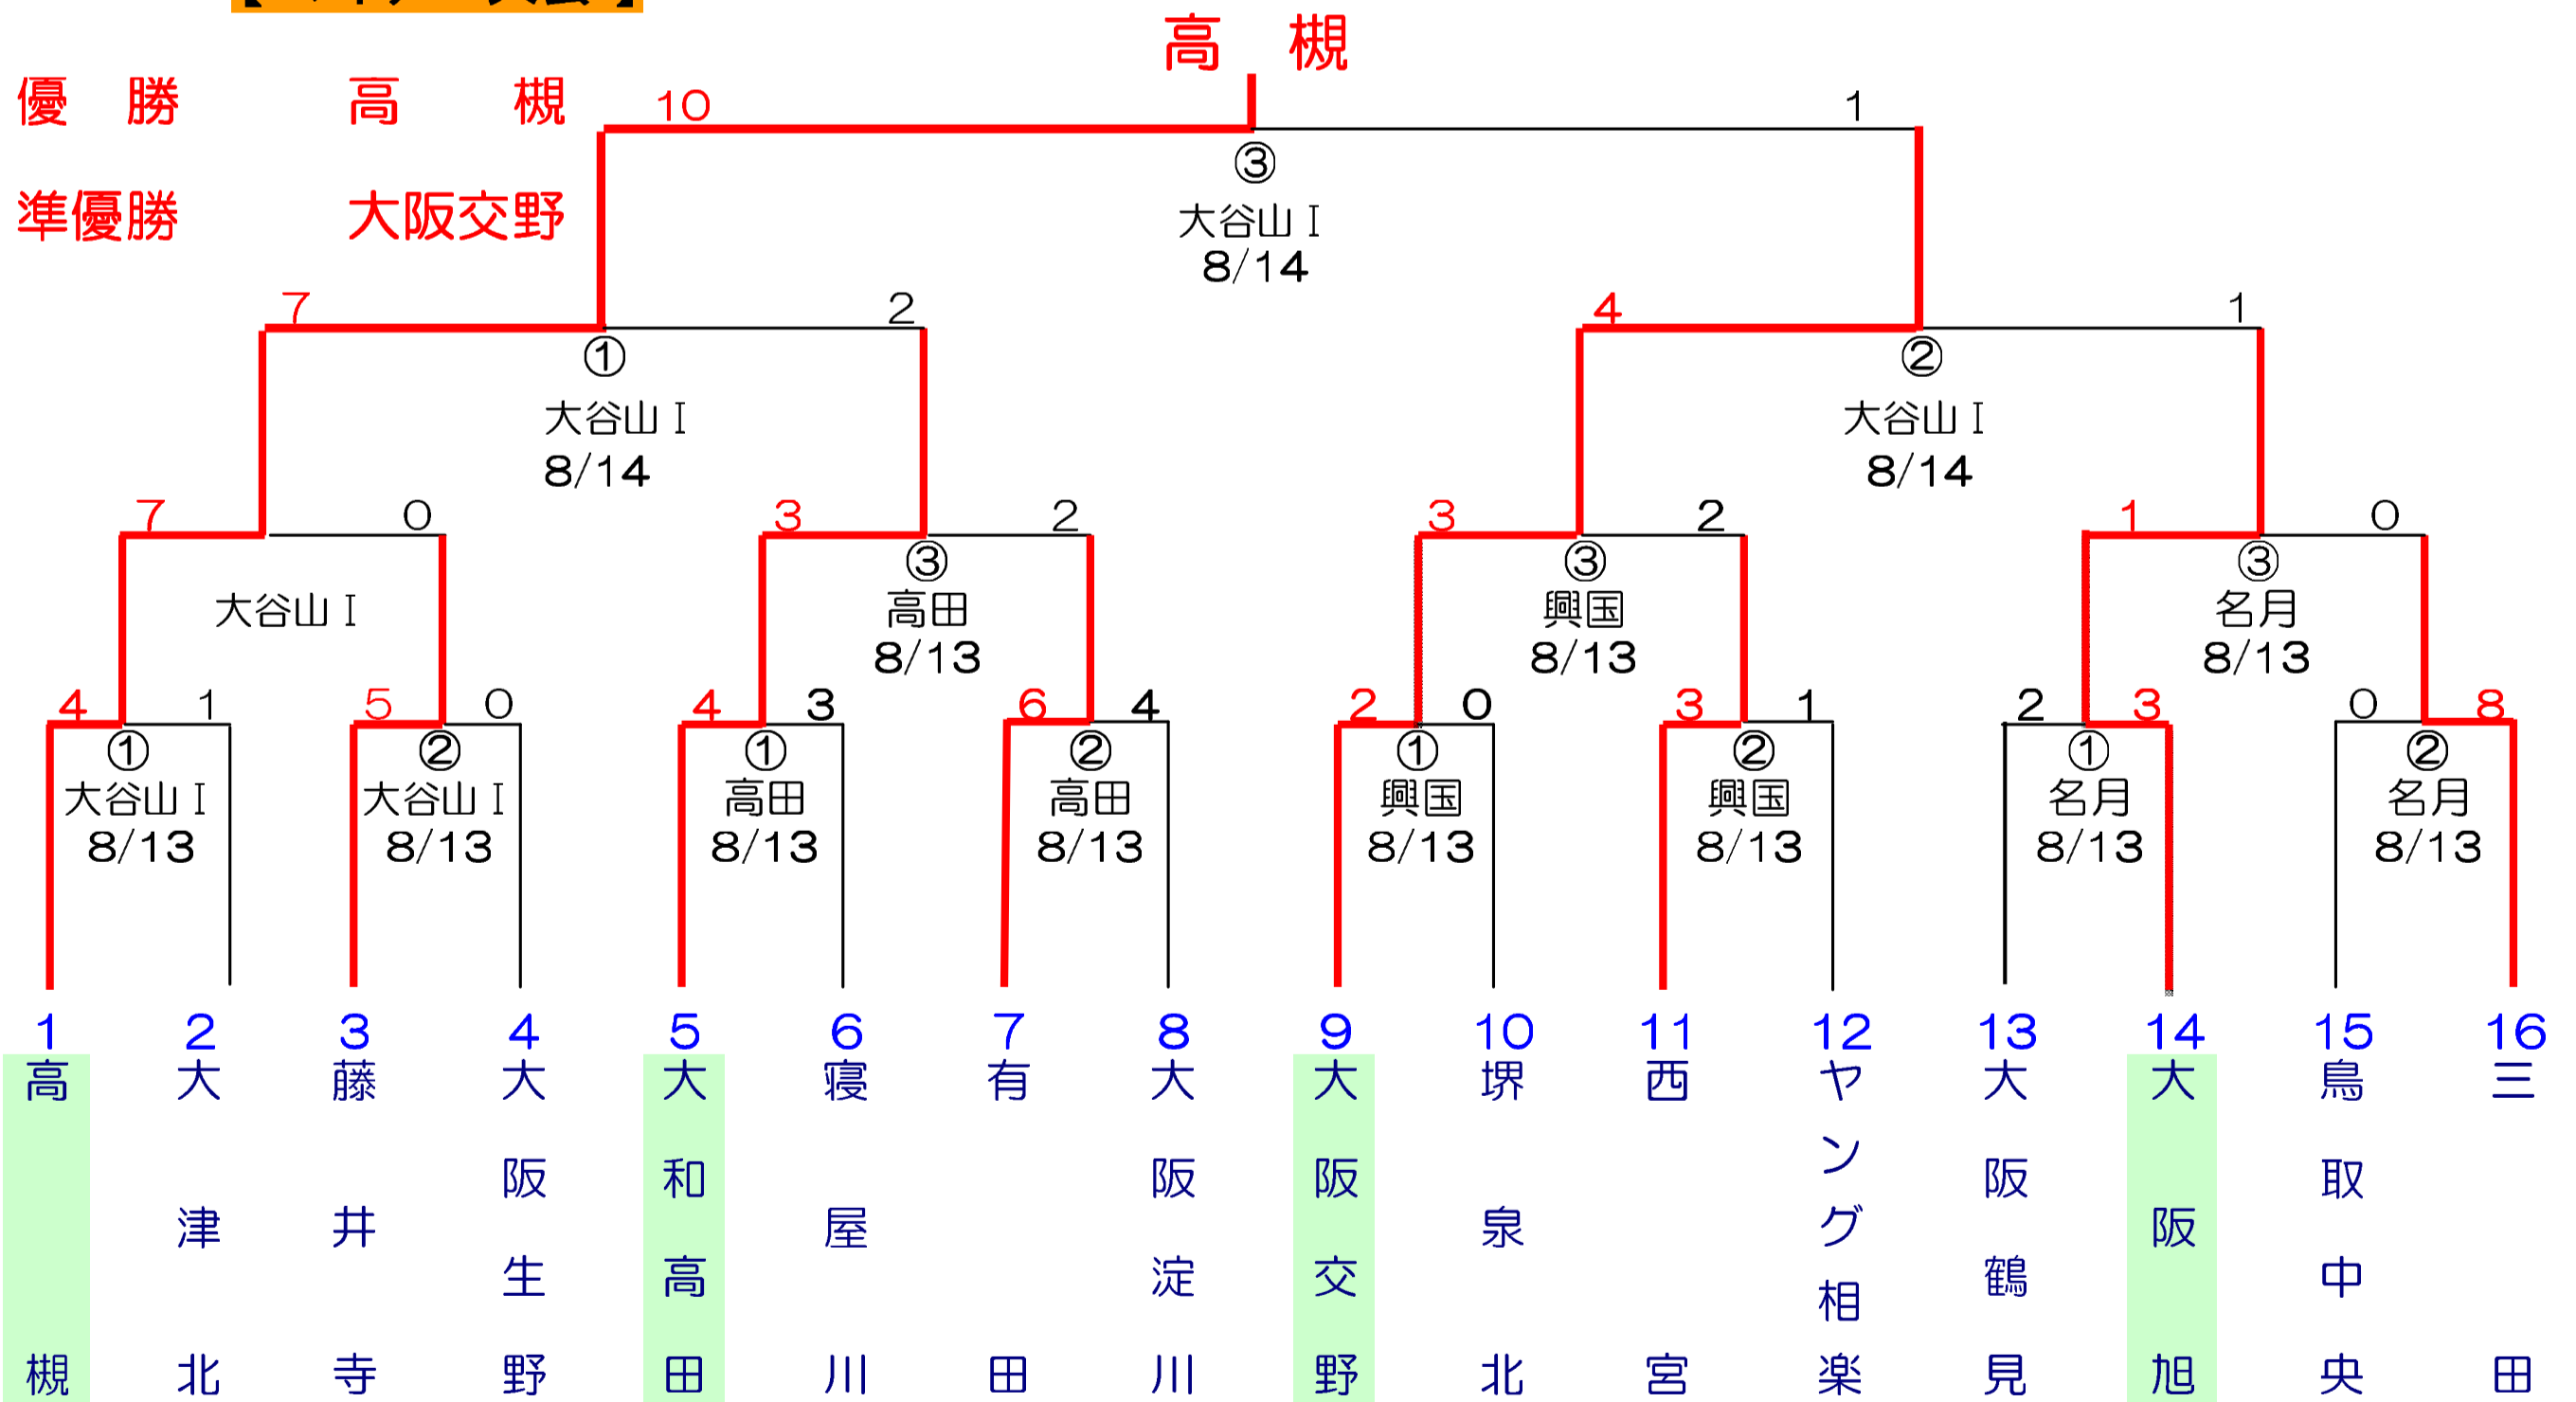 高 槻
優 勝 高 槻
準優勝 大阪交野
10 1
③
大谷山Ⅰ
8/14
7 2 4 1
① ②
大谷山Ⅰ 大谷山Ⅰ
8/14 8/14
7 0 3 2 3 2 1 0
③ ③ ③
大谷山Ⅰ 高田 興国 名月
8/13 8/13 8/13
4 1 5 0 4 3 6 4 2 0 3 1 2 3 0 8
① ② ① ② ① ② ① ②
大谷山Ⅰ 大谷山Ⅰ 高田 高田 興国 興国 名月 名月
8/13 8/13 8/13 8/13 8/13 8/13 8/13 8/13
1 2 3 4 5 6 7 8 9 10 11 12 13 14 15 16
高槻
大津北
藤井寺
大阪生野
大和高田
寝屋川
有田
大阪淀川
大阪交野
堺泉北
西宮
ヤング相楽
大阪鶴見
大阪旭
鳥取中央
三田